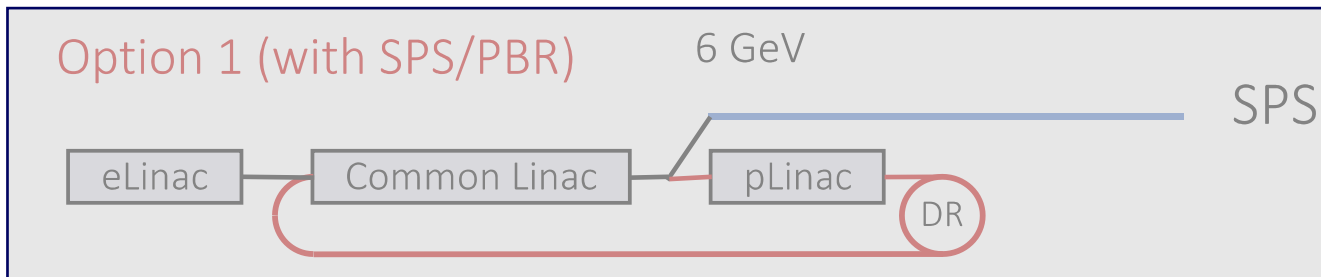 Option 1 (with SPS/PBR)
6 GeV
SPS
eLinac
Common Linac
pLinac
DR